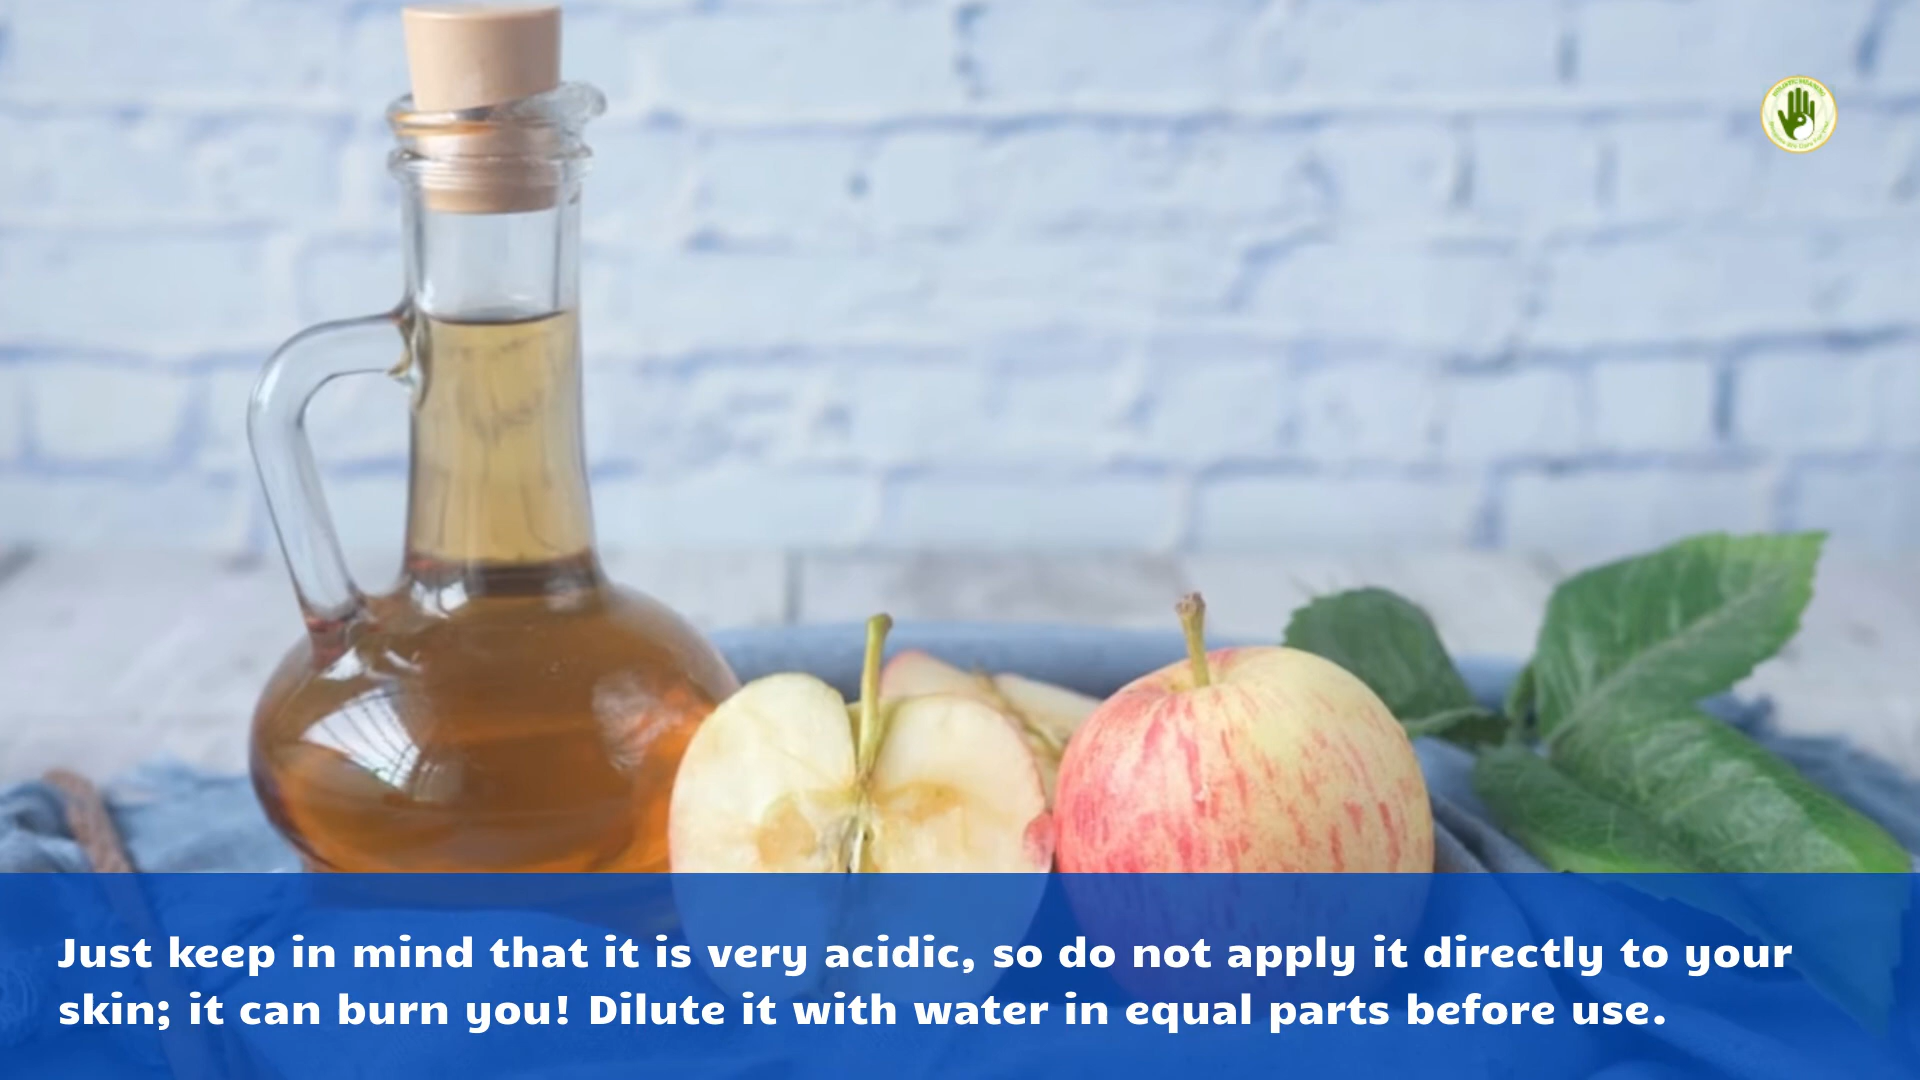 Just keep in mind that it is very acidic, so do not apply it directly to your
skin; it can burn you! Dilute it with water in equal parts before use.